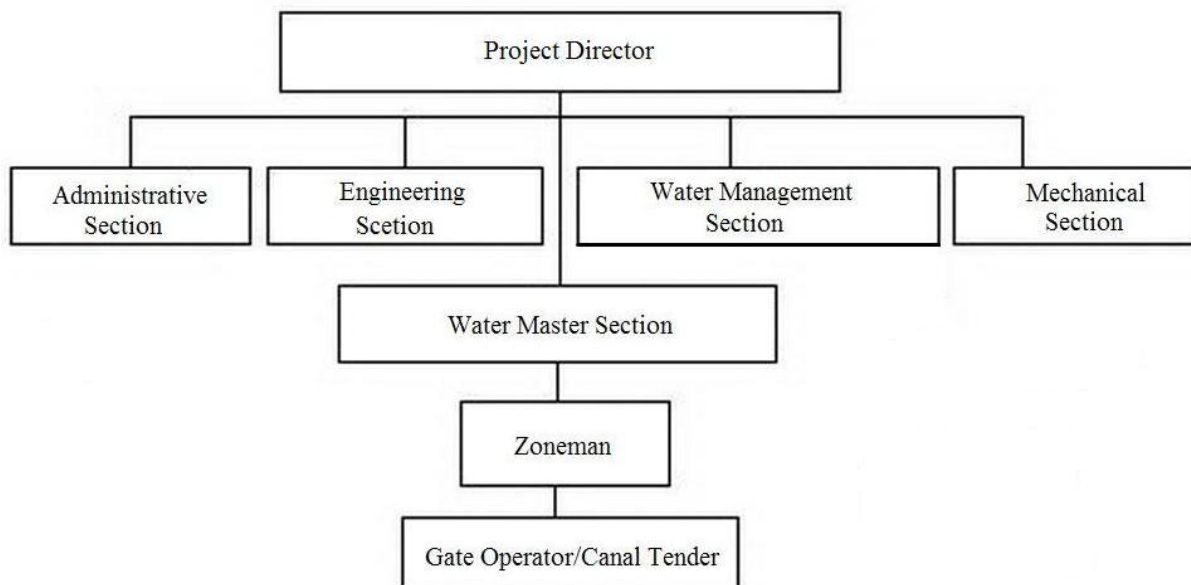 Project Director
Administrative
Section
Engineering
Scetion
Water Management
Section
Mechanical
Section
Water Master Section
Zoneman
Gate Operator/Canal Tender